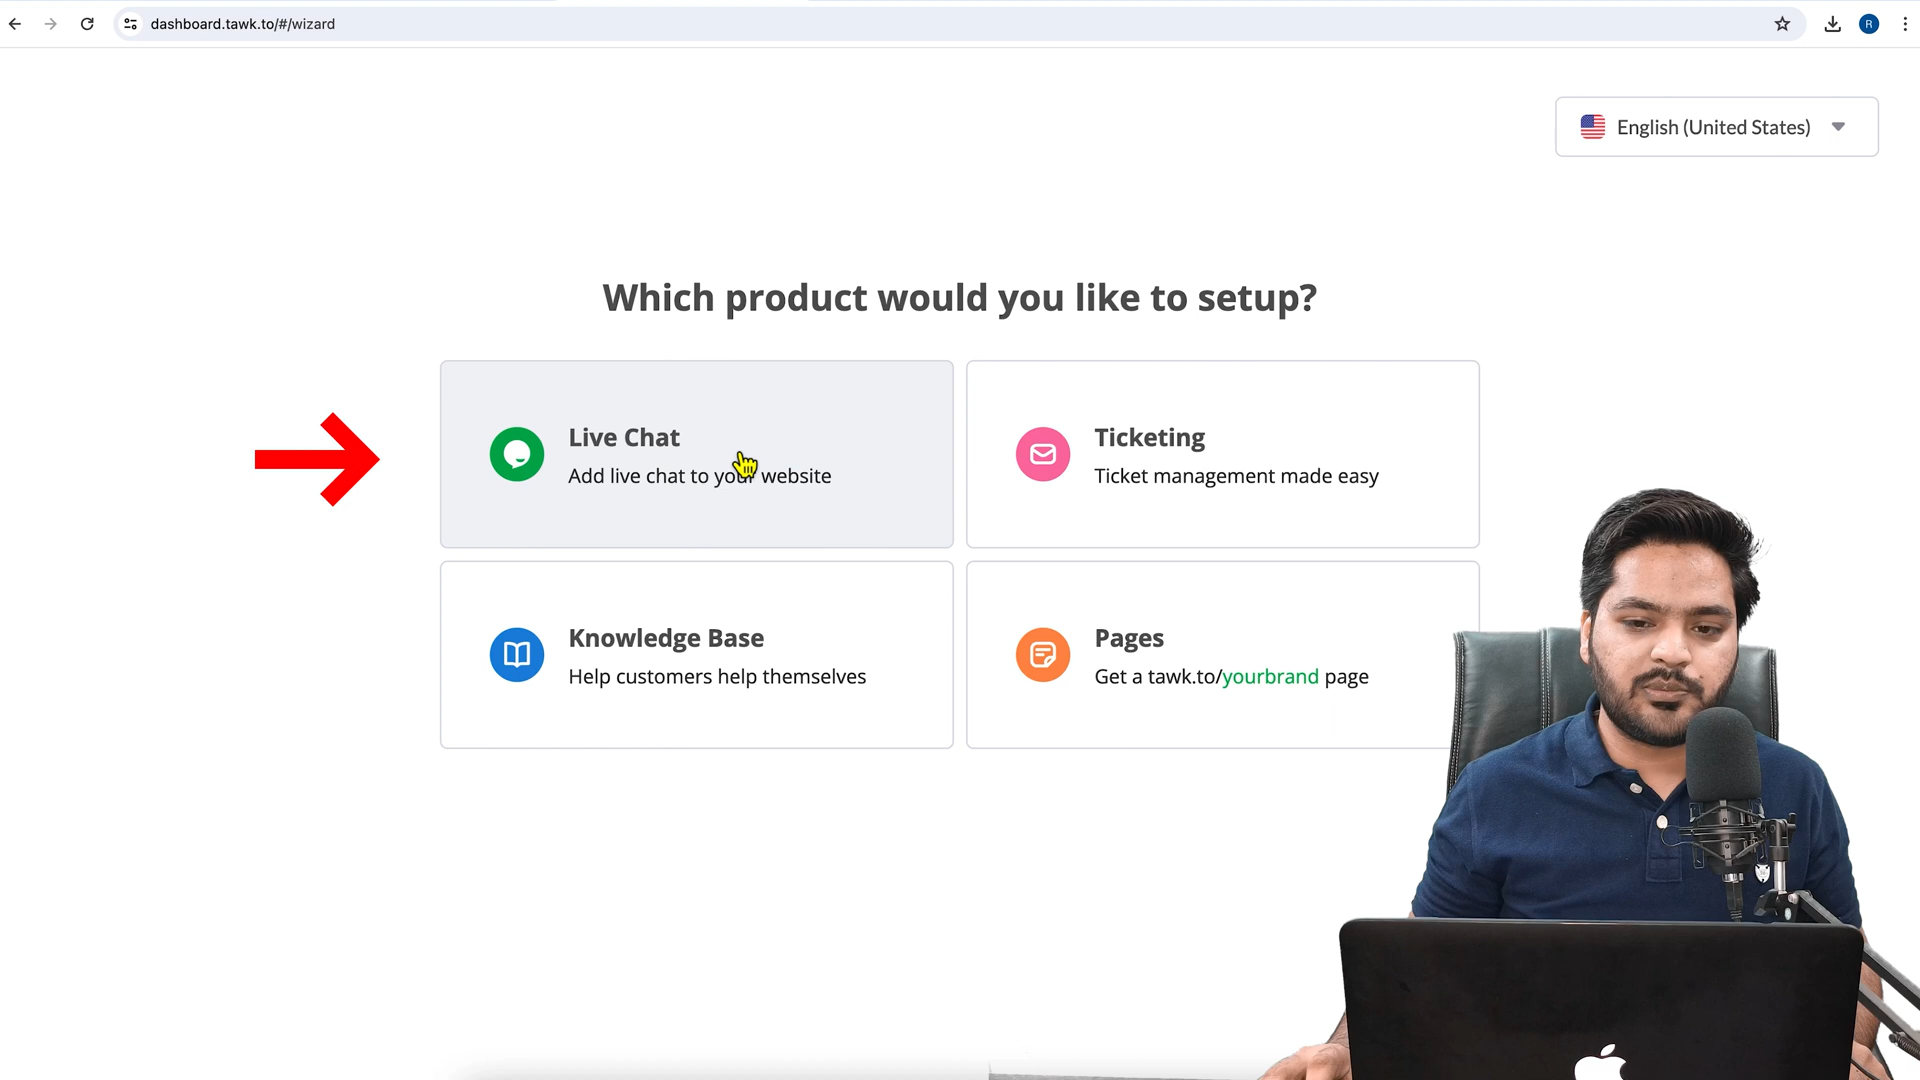 dashboard.tawk.to/#/wizard
R
English (United States)
Which product would you like to setup?
Live Chat
Add live chat to your website
Ticketing
Ticket management made easy
Knowledge Base
Help customers help themselves
Pages
Get a tawk.to/yourbrand page